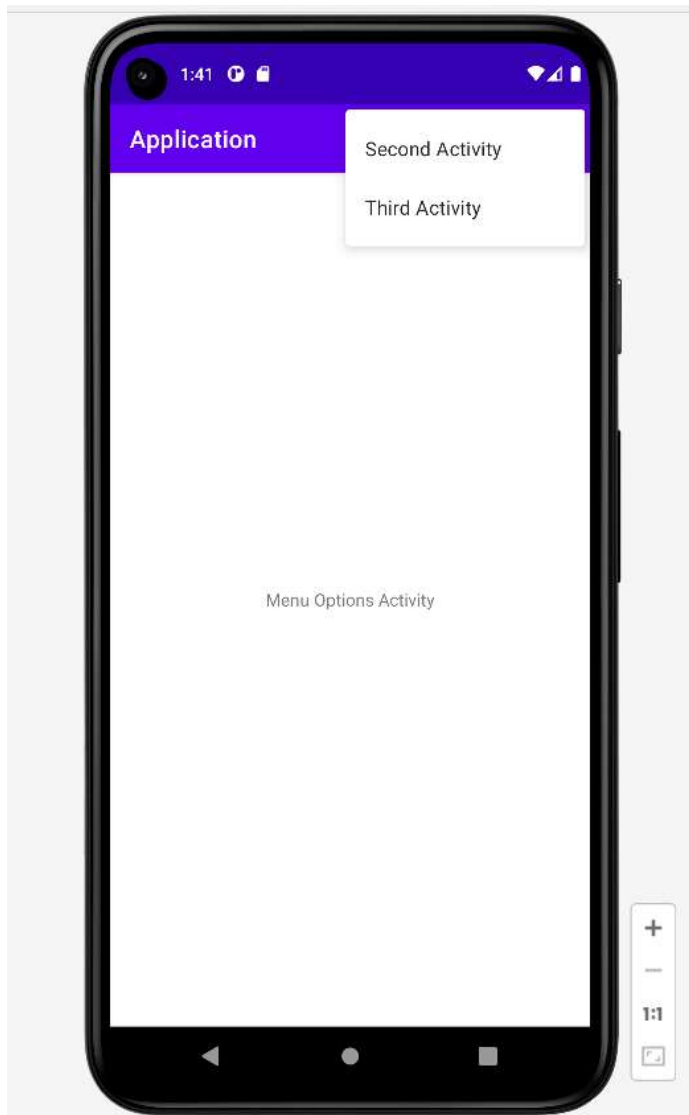 1:41
Application
Second Activity
Third Activity
Menu Options Activity
1:1